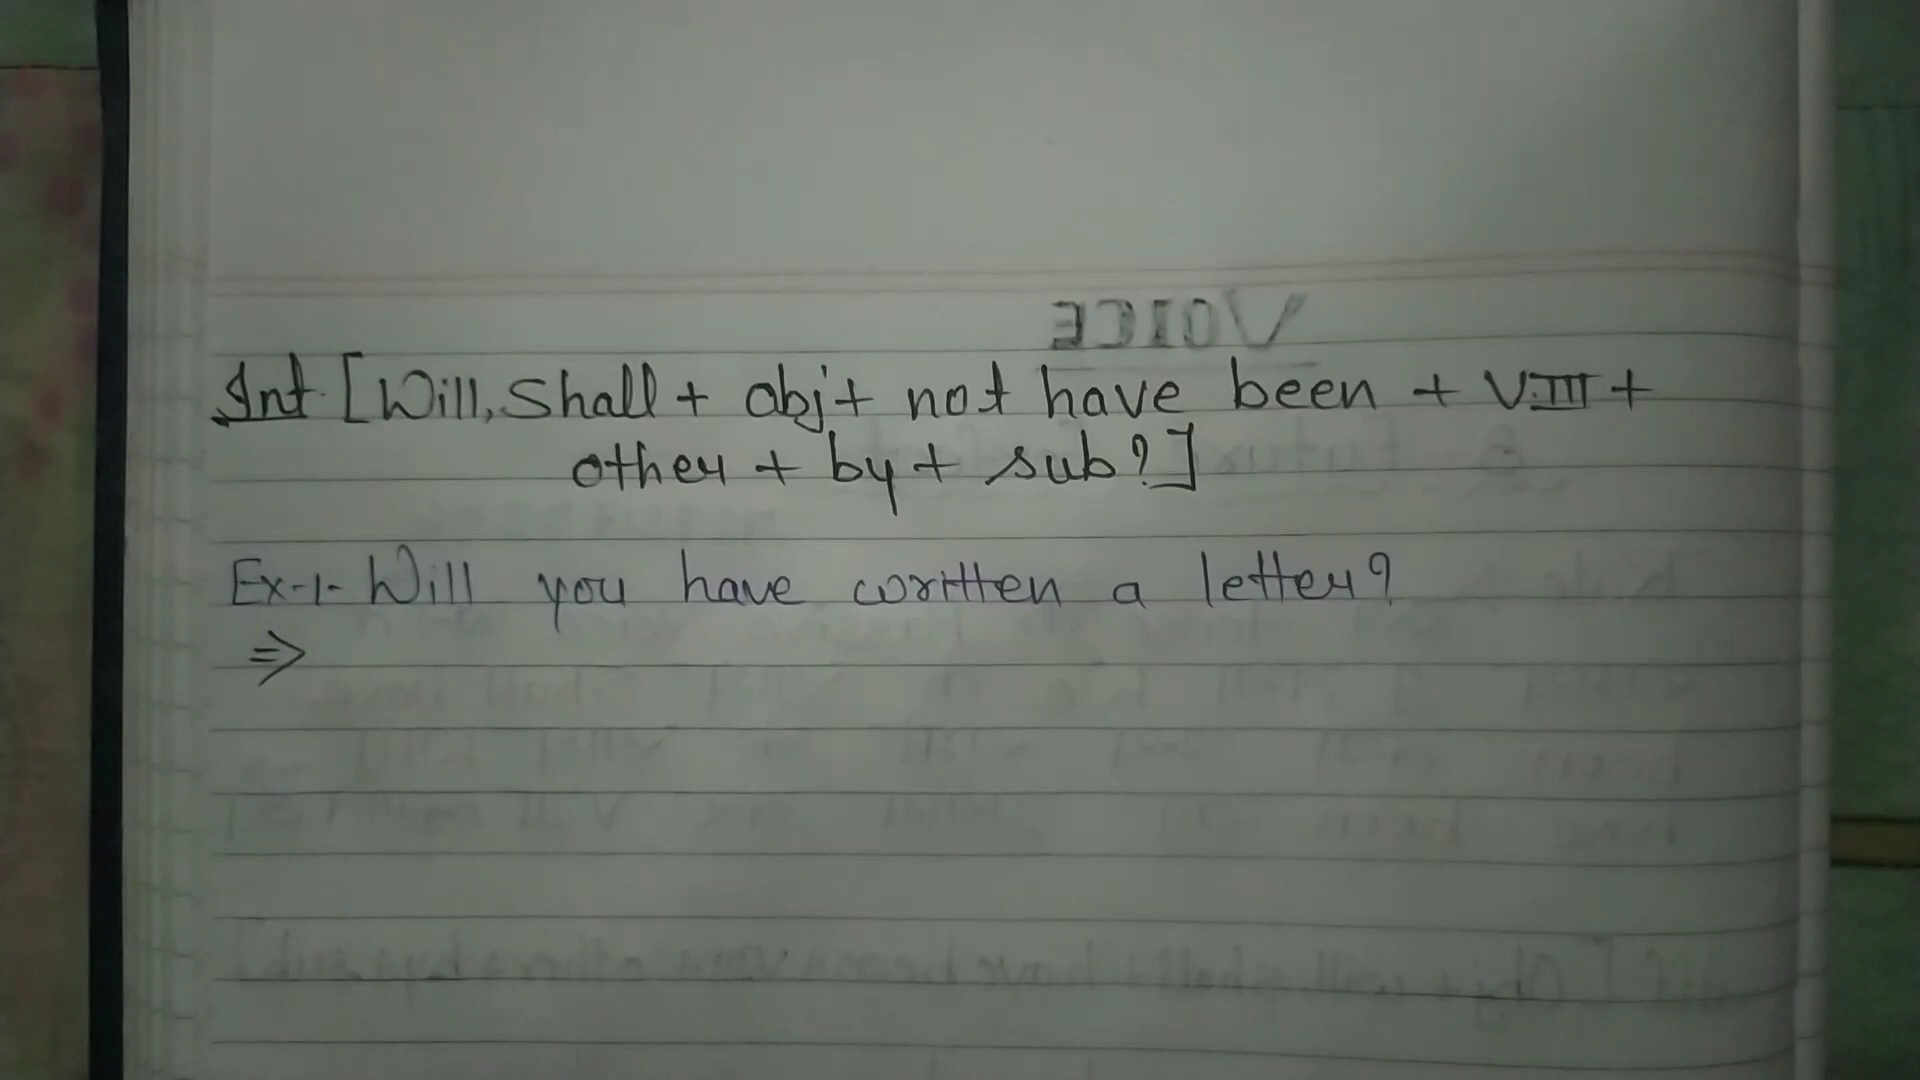 VOICE
Int [Will, Shall + obj + not have been + V.III +
other + by + sub?]
Ex-1- Will you have written a letter?
⇒